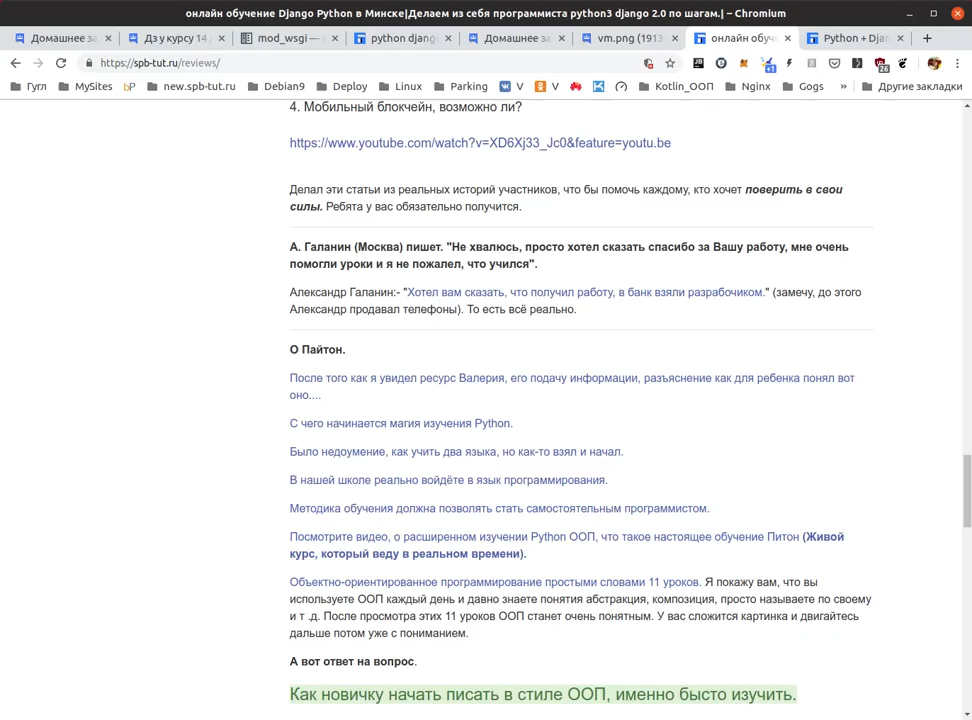 онлайн обучение Django Python в Минске|Делаем из себя программиста python3 django 2.0 по шагам.| – Chromium
Домашнее за
Дз у курсу 14 д
mod_wsgi —
python djang
Домашнее за
vm.png (1913
онлайн обуче
Python + Djan
https://spb-tut.ru/reviews/
Гугл
MySites
bP
new.spb-tut.ru
Debian9
Deploy
Linux
Parking
V
V
Kotlin_ООП
Nginx
Gogs
»
Другие закладки
4. Мобильный блокчейн, возможно ли?
https://www.youtube.com/watch?v=XD6Xj33_Jc0&feature=youtu.be
Делал эти статьи из реальных историй участников, что бы помочь каждому, кто хочет поверить в свои
силы. Ребята у вас обязательно получится.
А. Галанин (Москва) пишет. "Не хвалюсь, просто хотел сказать спасибо за Вашу работу, мне очень
помогли уроки и я не пожалел, что учился".
Александр Галанин:- "Хотел вам сказать, что получил работу, в банк взяли разрабочиком." (замечу, до этого
Александр продавал телефоны). То есть всё реально.
О Пайтон.
После того как я увидел ресурс Валерия, его подачу информации, разъяснение как для ребенка понял вот
оно....
С чего начинается магия изучения Python.
Было недоумение, как учить два языка, но как-то взял и начал.
В нашей школе реально войдёте в язык программирования.
Методика обучения должна позволять стать самостоятельным программистом.
Посмотрите видео, о расширенном изучении Python ООП, что такое настоящее обучение Питон (Живой
курс, который веду в реальном времени).
Объектно-ориентированное программирование простыми словами 11 уроков. Я покажу вам, что вы
используете ООП каждый день и давно знаете понятия абстракция, композиция, просто называете по своему
и т .д. После просмотра этих 11 уроков ООП станет очень понятным. У вас сложится картинка и двигайтесь
дальше потом уже с пониманием.
А вот ответ на вопрос.
Как новичку начать писать в стиле ООП, именно бысто изучить.